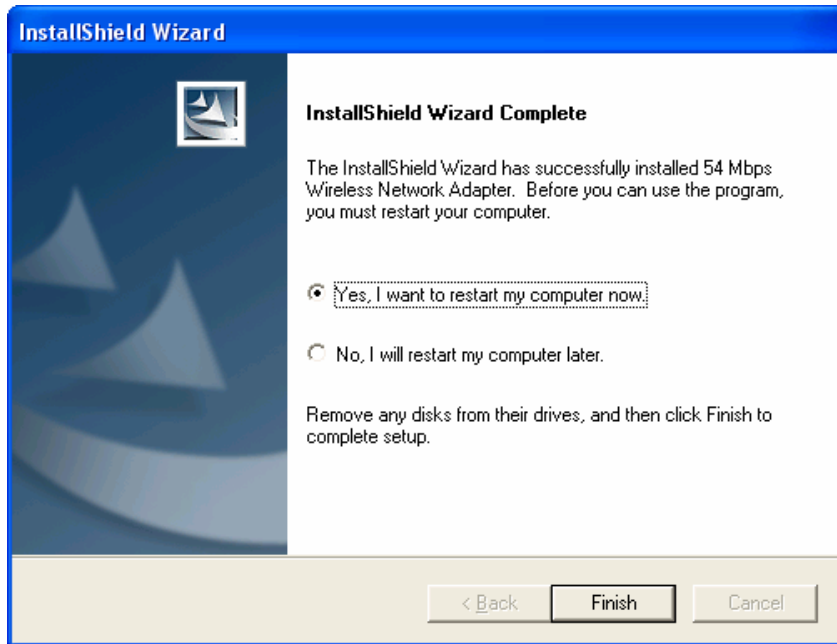 InstallShield Wizard
InstallShield Wizard Complete
The InstallShield Wizard has successfully installed 54 Mbps
Wireless Network Adapter.  Before you can use the program,
you must restart your computer.
Yes, I want to restart my computer now.
No, I will restart my computer later.
Remove any disks from their drives, and then click Finish to
complete setup.
< Back
Finish
Cancel